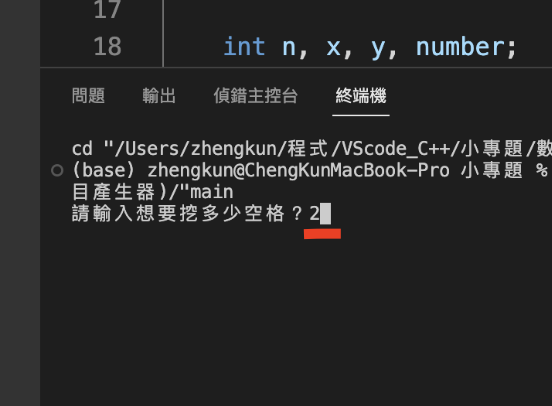 17
18 int n, x, y, number;
問題 輸出 偵錯主控台 終端機
cd "/Users/zhengkun/程式/VScode_C++/小專題/數
(base) zhengkun@ChengKunMacBook-Pro 小專題 %
目產生器)/"main
請輸入想要挖多少空格？2